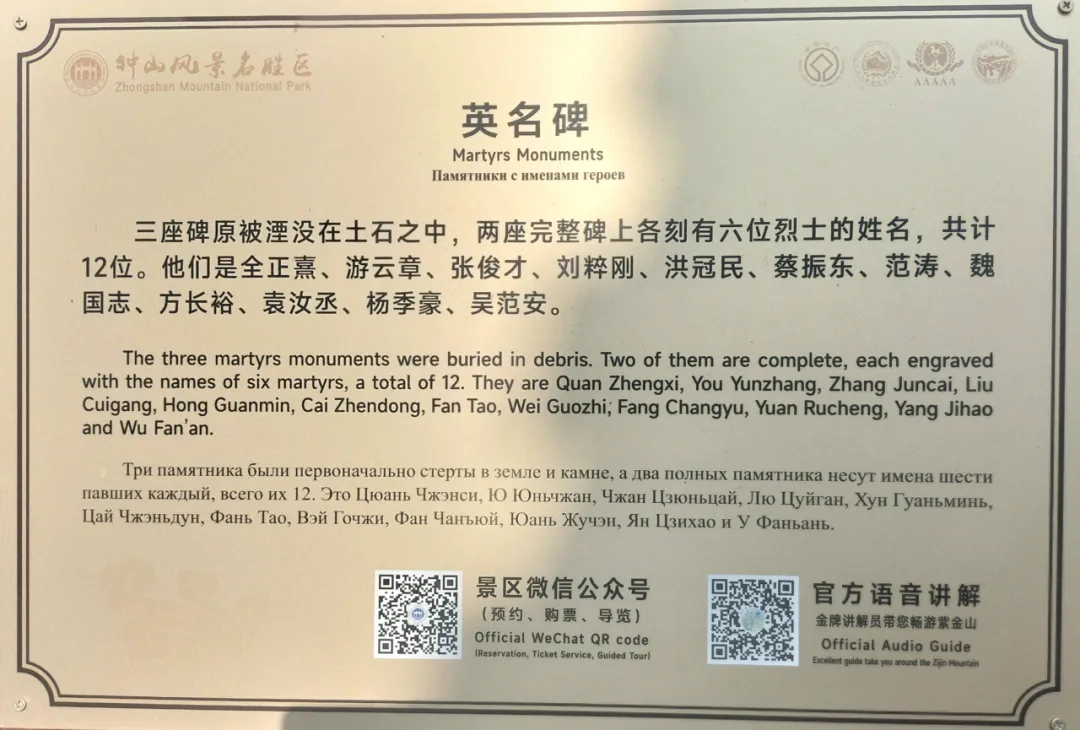 钟山风景名胜区
Zhongshan Mountain National Park
AAAAA
英名碑
Martyrs Monuments
Памятники с именами героев
三座碑原被湮没在土石之中，两座完整碑上各刻有六位烈士的姓名，共计
12位。他们是全正熹、游云章、张俊才、刘粹刚、洪冠民、蔡振东、范涛、魏
国志、方长裕、袁汝丞、杨季豪、吴范安。
The three martyrs monuments were buried in debris. Two of them are complete, each engraved
with the names of six martyrs, a total of 12. They are Quan Zhengxi, You Yunzhang, Zhang Juncai, Liu
Cuigang, Hong Guanmin, Cai Zhendong, Fan Tao, Wei Guozhi; Fang Changyu, Yuan Rucheng, Yang Jihao
and Wu Fan'an.
Три памятника были первоначально стерты в земле и камне, а два полных памятника несут имена шести
павших каждый, всего их 12. Это Цюань Чжэнси, Ю Юньчжан, Чжан Цзюньцай, Лю Цуйган, Хун Гуаньминь,
Цай Чжэньдун, Фань Тао, Вэй Гочжи, Фан Чанъюй, Юань Жучэн, Ян Цзихао и У Фаньань.
景区微信公众号
（预约、购票、导览）
Official WeChat QR code
(Reservation, Ticket Service, Guided Tour)
官方语音讲解
金牌讲解员带您畅游紫金山
Official Audio Guide
Excellent guide take you around the Zijin Mountain